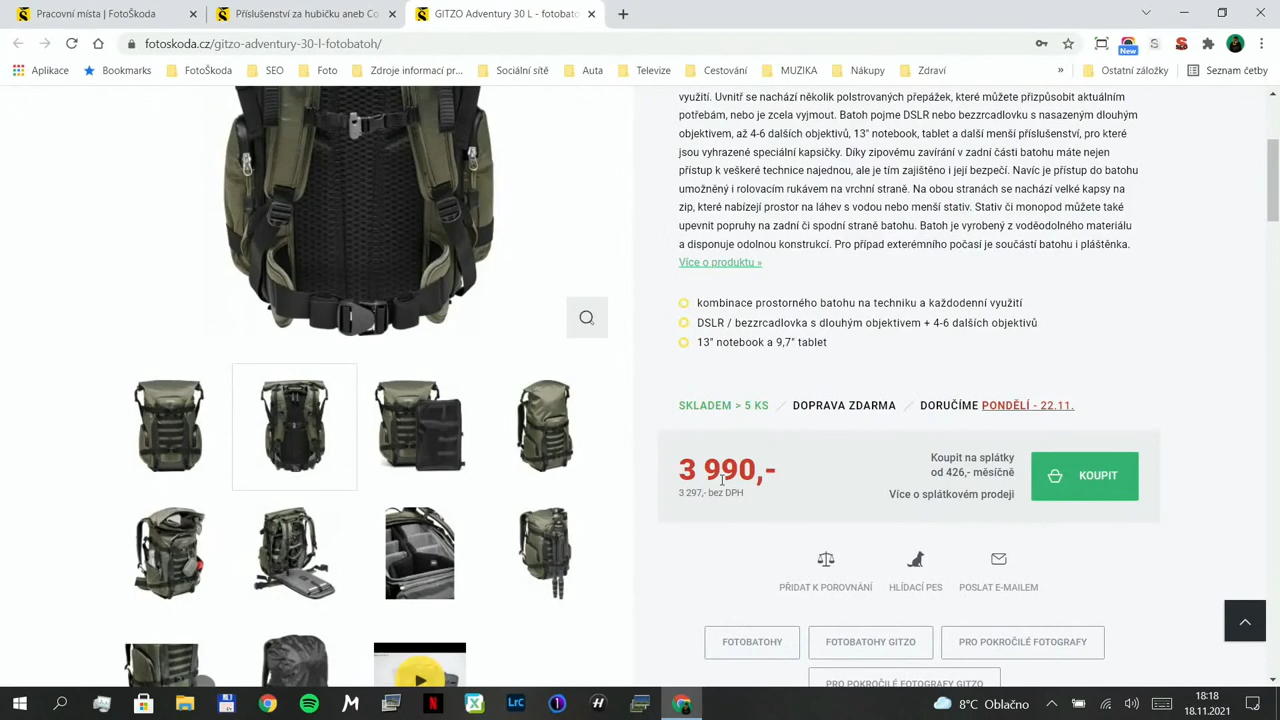 Pracovní místa | FotoŠkoda
Příslušenství za hubičku aneb Co
GITZO Adventury 30 L - fotobato
fotoskoda.cz/gitzo-adventury-30-l-fotobatoh/
New
Aplikace
Bookmarks
FotoŠkoda
SEO
Foto
Zdroje informací pr...
Sociální sítě
Auta
Televize
Cestování
MUZIKA
Nákupy
Zdraví
»
Ostatní záložky
Seznam četby
využití. Uvnitř se nachází několik polstrovaných přepážek, které můžete přizpůsobit aktuálním
potřebám, nebo je zcela vyjmout. Batoh pojme DSLR nebo bezzrcadlovku s nasazeným dlouhým
objektivem, až 4-6 dalších objektivů, 13" notebook, tablet a další menší příslušenství, pro které
jsou vyhrazené speciální kapsičky. Díky zipovému zavírání v zadní části batohu máte nejen
přístup k veškeré technice najednou, ale je tím zajištěno i její bezpečí. Navíc je přístup do batohu
umožněný i rolovacím rukávem na vrchní straně. Na obou stranách se nachází velké kapsy na
zip, které nabízejí prostor na láhev s vodou nebo menší stativ. Stativ či monopod můžete také
upevnit popruhy na zadní či spodní straně batohu. Batoh je vyrobený z voděodolného materiálu
a disponuje odolnou konstrukcí. Pro případ exterémního počasí je součástí batohu i pláštěnka.
Více o produktu »
kombinace prostorného batohu na techniku a každodenní využití
DSLR / bezzrcadlovka s dlouhým objektivem + 4-6 dalších objektivů
13" notebook a 9,7" tablet
SKLADEM > 5 KS / DOPRAVA ZDARMA / DORUČÍME PONDĚLÍ - 22.11.
3 990,-
3 297,- bez DPH
Koupit na splátky
od 426,- měsíčně
Více o splátkovém prodeji
KOUPIT
PŘIDAT K POROVNÁNÍ
HLÍDACÍ PES
POSLAT E-MAILEM
FOTOBATOHY
FOTOBATOHY GITZO
PRO POKROČILÉ FOTOGRAFY
PRO POKROČILÉ FOTOGRAFY GITZO
8°C Oblačno
18:18
18.11.2021